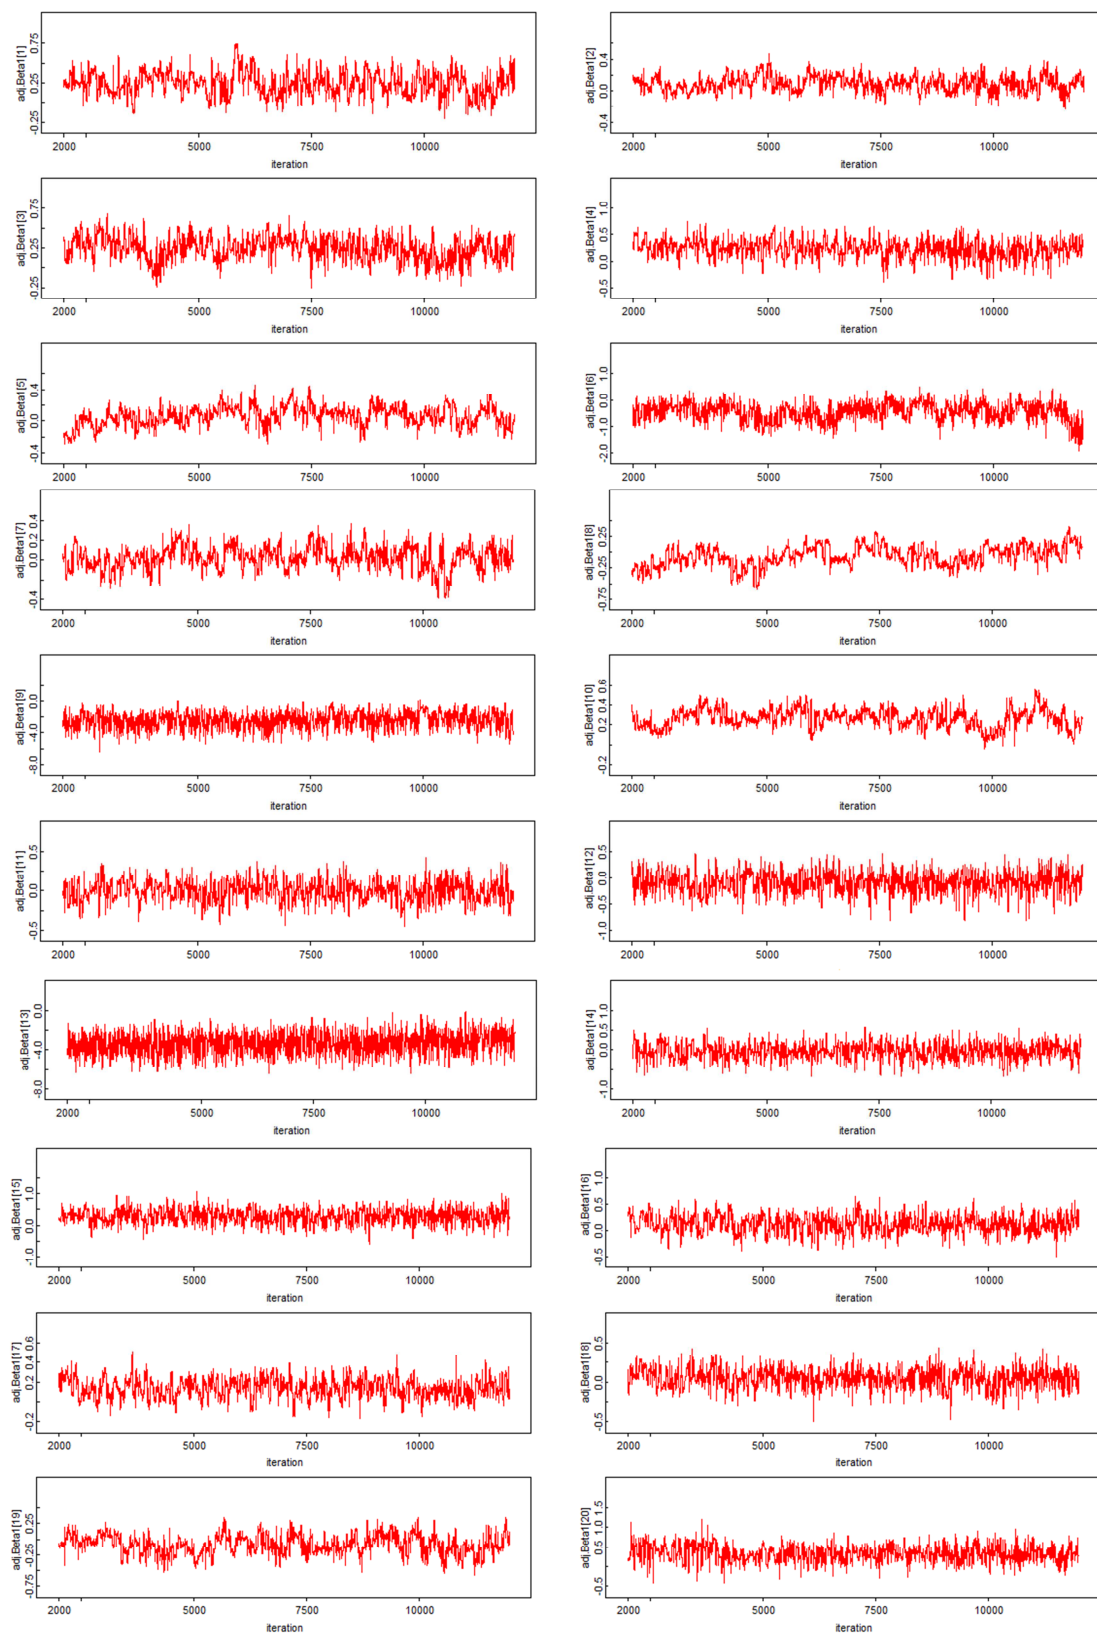 adj.Beta1[1]
-0.25 0.25 0.75
2000 5000 7500 10000
iteration
adj.Beta1[2]
-0.4 0.0 0.4
2000 5000 7500 10000
iteration
adj.Beta1[3]
-0.25 0.25 0.75
2000 5000 7500 10000
iteration
adj.Beta1[4]
-0.5 0.0 0.5 1.0
2000 5000 7500 10000
iteration
adj.Beta1[5]
-0.4 0.0 0.4
2000 5000 7500 10000
iteration
adj.Beta1[6]
-2.0 -1.0 0.0 1.0
2000 5000 7500 10000
iteration
adj.Beta1[7]
-0.4 0.0 0.2 0.4
2000 5000 7500 10000
iteration
adj.Beta1[8]
-0.75 -0.25 0.25
2000 5000 7500 10000
iteration
adj.Beta1[9]
-8.0 -4.0 0.0
2000 5000 7500 10000
iteration
adj.Beta1[10]
-0.2 0.2 0.4 0.6
2000 5000 7500 10000
iteration
adj.Beta1[11]
-0.5 0.0 0.5
2000 5000 7500 10000
iteration
adj.Beta1[12]
-1.0 -0.5 0.0 0.5
2000 5000 7500 10000
iteration
adj.Beta1[13]
-8.0 -4.0 0.0
2000 5000 7500 10000
iteration
adj.Beta1[14]
-1.0 0.0 0.5 1.0
2000 5000 7500 10000
iteration
adj.Beta1[15]
-1.0 0.0 1.0
2000 5000 7500 10000
iteration
adj.Beta1[16]
-0.5 0.0 0.5 1.0
2000 5000 7500 10000
iteration
adj.Beta1[17]
-0.2 0.2 0.4 0.6
2000 5000 7500 10000
iteration
adj.Beta1[18]
-0.5 0.0 0.5
2000 5000 7500 10000
iteration
adj.Beta1[19]
-0.75 -0.25 0.25
2000 5000 7500 10000
iteration
adj.Beta1[20]
-0.5 0.5 1.0 1.5
2000 5000 7500 10000
iteration